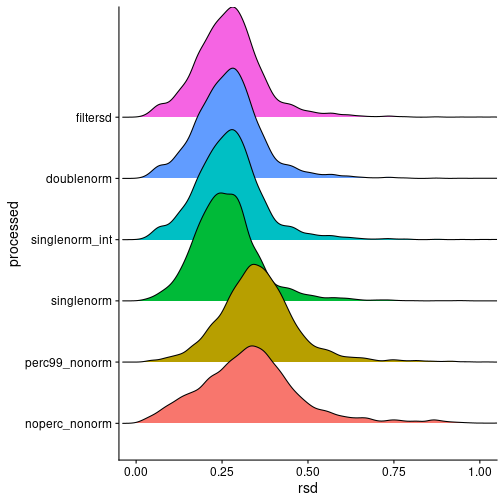 filtersd
doublenorm
singlenorm_int
singlenorm
perc99_nonorm
noperc_nonorm
processed
0.00 0.25 0.50 0.75 1.00
rsd